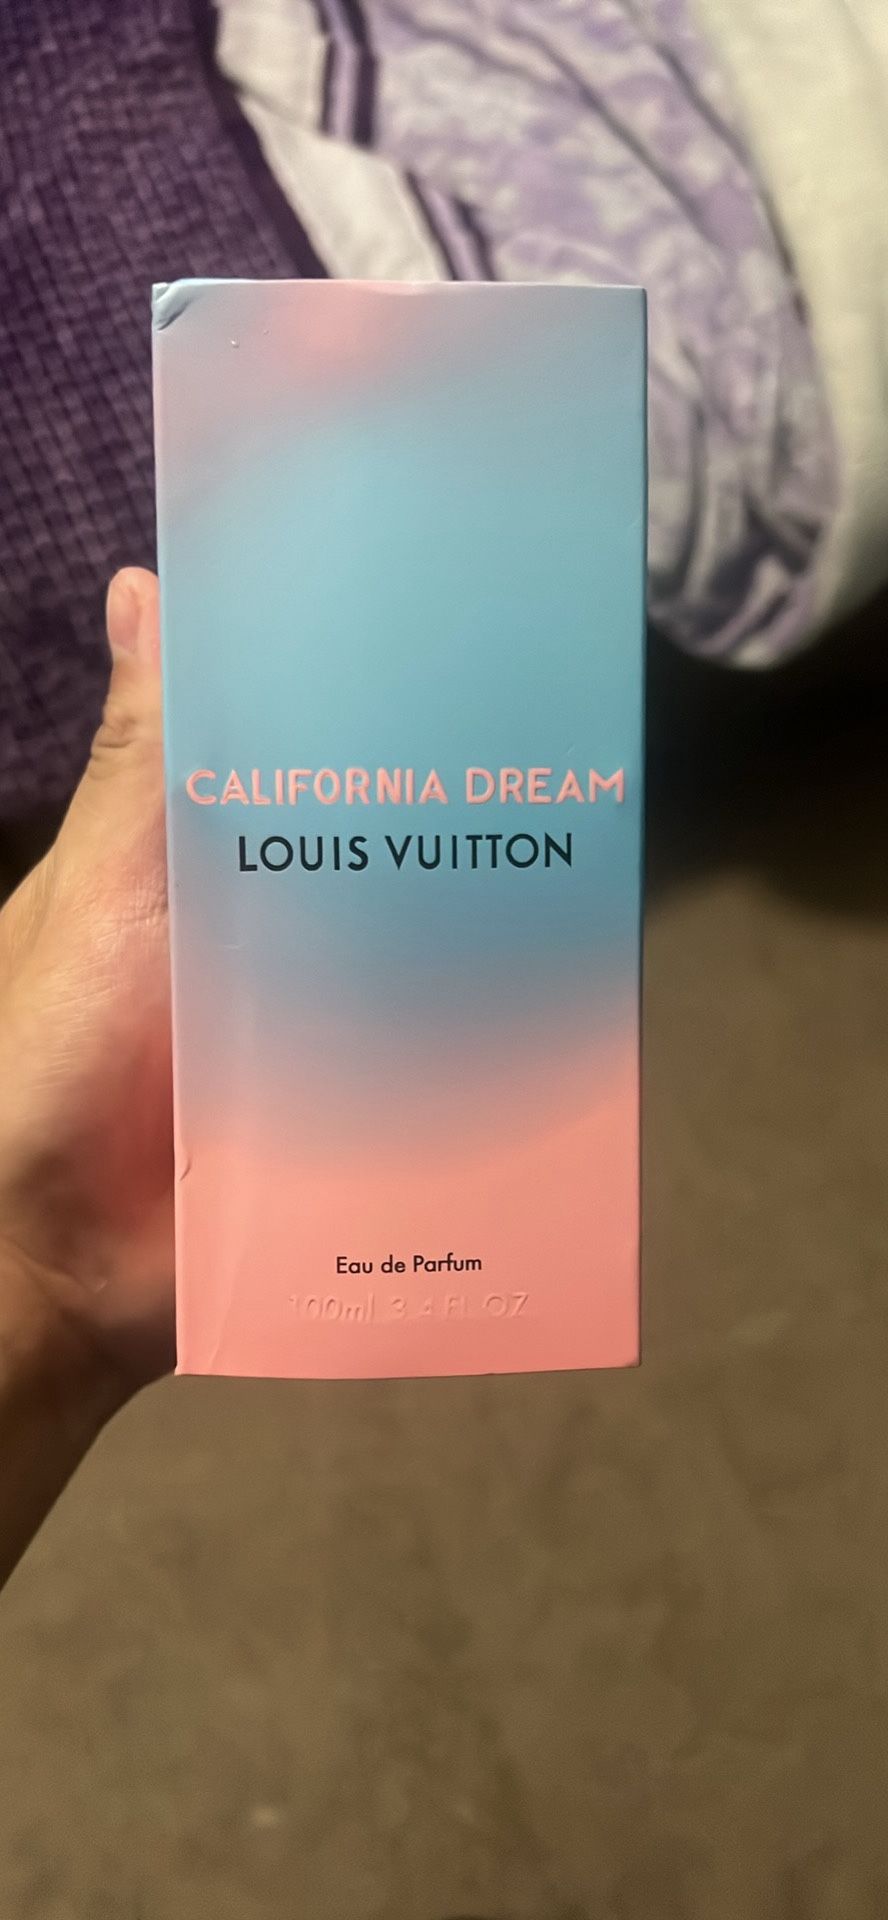 CALIFORNIA DREAM
LOUIS VUITTON
Eau de Parfum
100ml 3.4 FL OZ